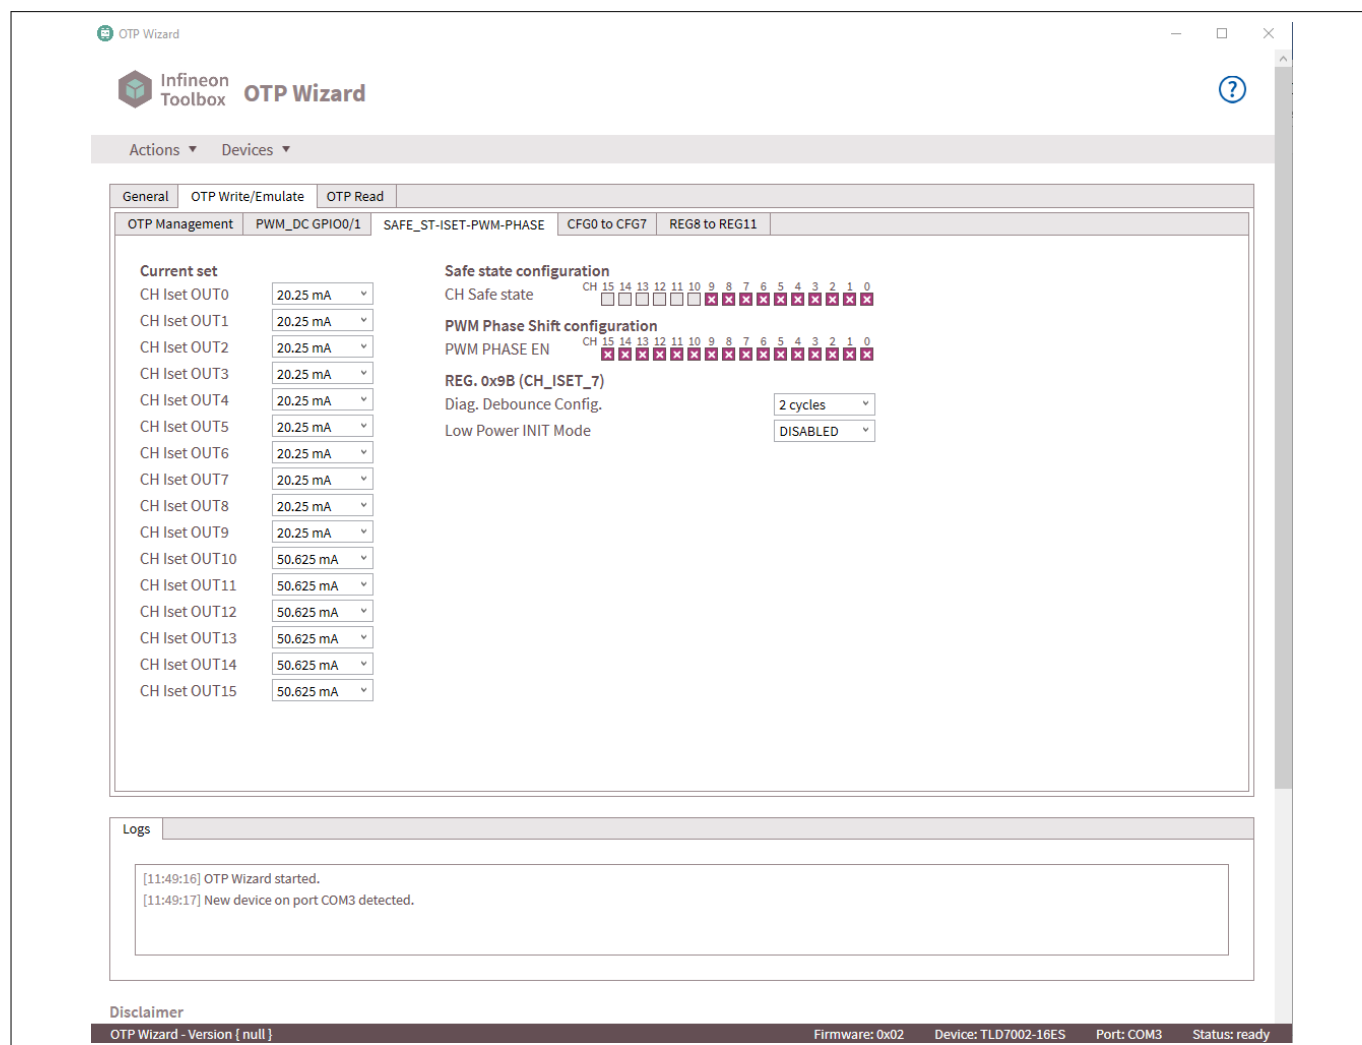 OTP Wizard
Infineon
Toolbox
OTP Wizard
?
Actions Devices
General OTP Write/Emulate OTP Read
OTP Management PWM_DC GPIO0/1 SAFE_ST-ISET-PWM-PHASE CFG0 to CFG7 REG8 to REG11
Current set
CH Iset OUT0 20.25 mA
CH Iset OUT1 20.25 mA
CH Iset OUT2 20.25 mA
CH Iset OUT3 20.25 mA
CH Iset OUT4 20.25 mA
CH Iset OUT5 20.25 mA
CH Iset OUT6 20.25 mA
CH Iset OUT7 20.25 mA
CH Iset OUT8 20.25 mA
CH Iset OUT9 20.25 mA
CH Iset OUT10 50.625 mA
CH Iset OUT11 50.625 mA
CH Iset OUT12 50.625 mA
CH Iset OUT13 50.625 mA
CH Iset OUT14 50.625 mA
CH Iset OUT15 50.625 mA
Safe state configuration
CH 15 14 13 12 11 10 9 8 7 6 5 4 3 2 1 0
CH Safe state
PWM Phase Shift configuration
CH 15 14 13 12 11 10 9 8 7 6 5 4 3 2 1 0
PWM PHASE EN
REG. 0x9B (CH_ISET_7)
Diag. Debounce Config. 2 cycles
Low Power INIT Mode DISABLED
Logs
[11:49:16] OTP Wizard started.
[11:49:17] New device on port COM3 detected.
Disclaimer
OTP Wizard - Version { null } Firmware: 0x02 Device: TLD7002-16ES Port: COM3 Status: ready